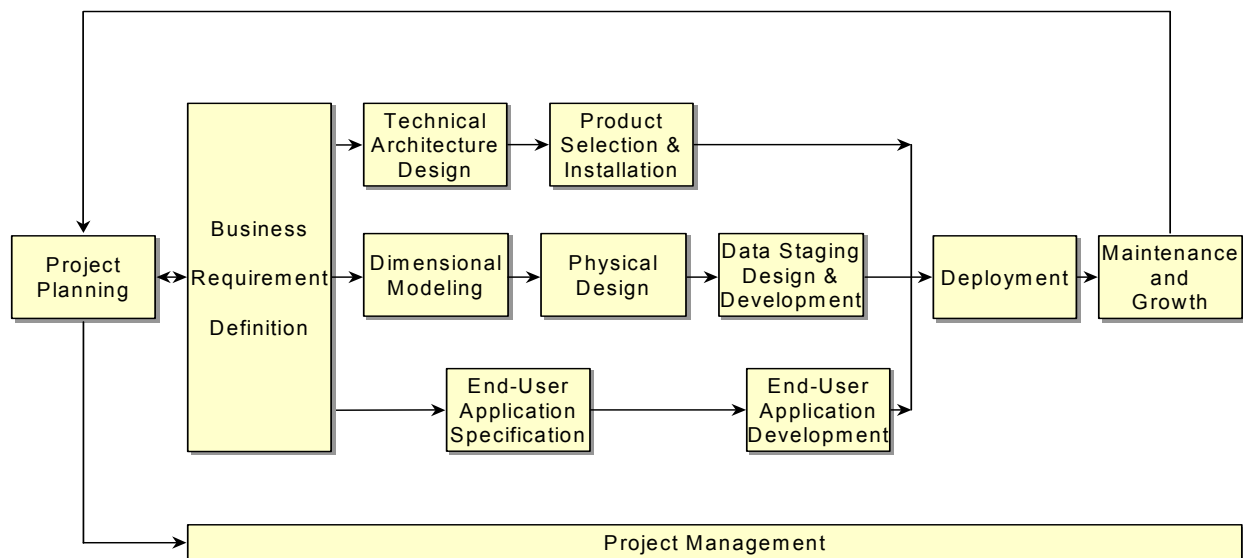 Project
Planning
Business
Requirement
Definition
Technical
Architecture
Design
Product
Selection &
Installation
Dimensional
Modeling
Physical
Design
Data Staging
Design &
Development
End-User
Application
Specification
End-User
Application
Development
Deployment
Maintenance
and
Growth
Project Management